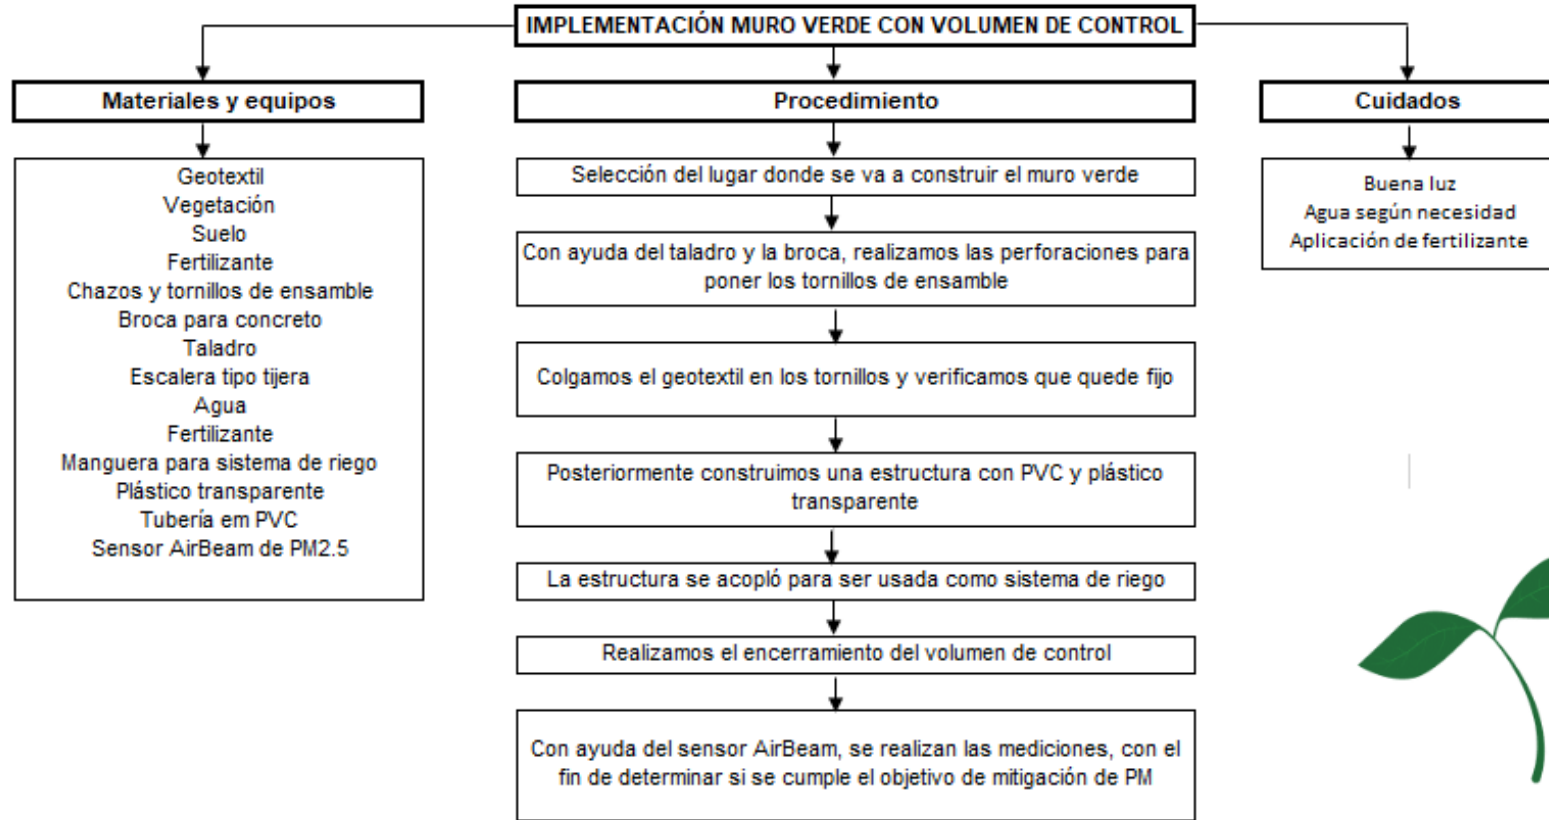 IMPLEMENTACIÓN MURO VERDE CON VOLUMEN DE CONTROL
Materiales y equipos
Geotextil
Vegetación
Suelo
Fertilizante
Chazos y tornillos de ensamble
Broca para concreto
Taladro
Escalera tipo tijera
Agua
Fertilizante
Manguera para sistema de riego
Plástico transparente
Tubería em PVC
Sensor AirBeam de PM2.5
Procedimiento
Selección del lugar donde se va a construir el muro verde
Con ayuda del taladro y la broca, realizamos las perforaciones para
poner los tornillos de ensamble
Colgamos el geotextil en los tornillos y verificamos que quede fijo
Posteriormente construimos una estructura con PVC y plástico
transparente
La estructura se acopló para ser usada como sistema de riego
Realizamos el encerramiento del volumen de control
Con ayuda del sensor AirBeam, se realizan las mediciones, con el
fin de determinar si se cumple el objetivo de mitigación de PM
Cuidados
Buena luz
Agua según necesidad
Aplicación de fertilizante